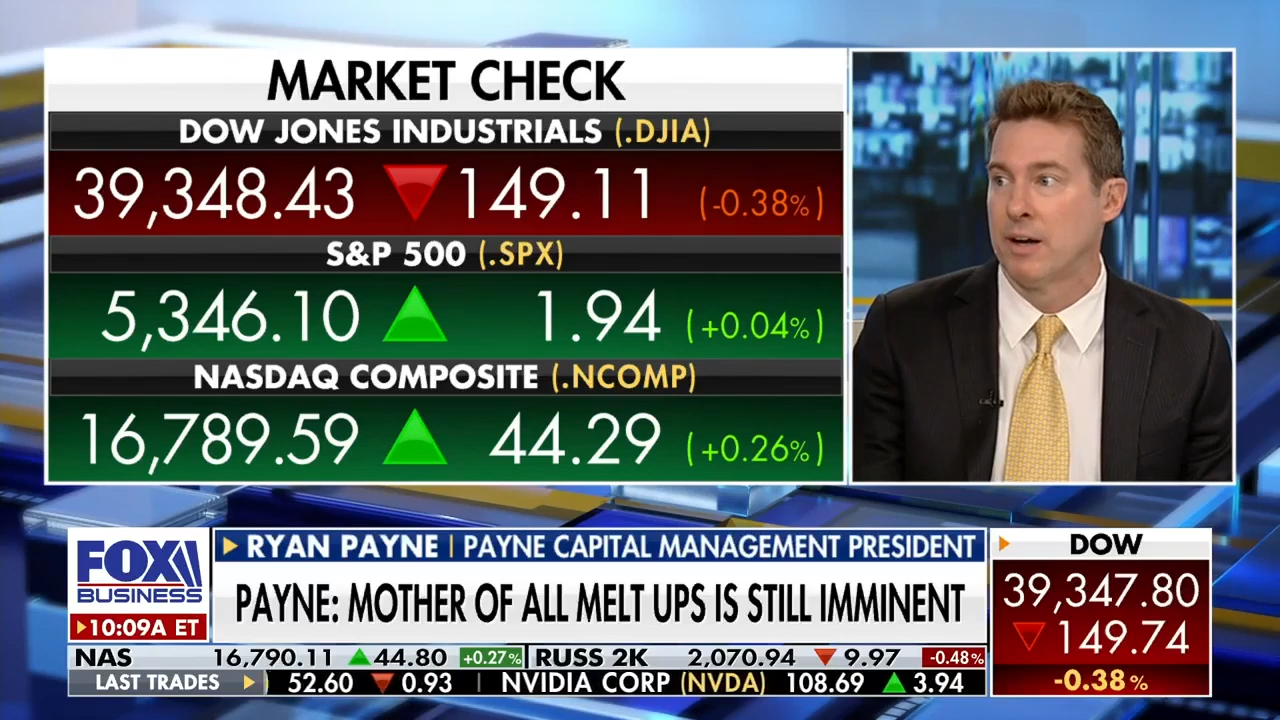 MARKET CHECK
DOW JONES INDUSTRIALS (.DJIA)
39,348.43 149.11 (-0.38%)
S&P 500 (.SPX)
5,346.10 1.94 (+0.04%)
NASDAQ COMPOSITE (.NCOMP)
16,789.59 44.29 (+0.26%)
FOX
BUSINESS
10:09A ET
RYAN PAYNE | PAYNE CAPITAL MANAGEMENT PRESIDENT
PAYNE: MOTHER OF ALL MELT UPS IS STILL IMMINENT
DOW
39,347.80
149.74
-0.38%
NAS 16,790.11 44.80 +0.27% RUSS 2K 2,070.94 9.97 -0.48%
LAST TRADES 52.60 0.93 | NVIDIA CORP (NVDA) 108.69 3.94